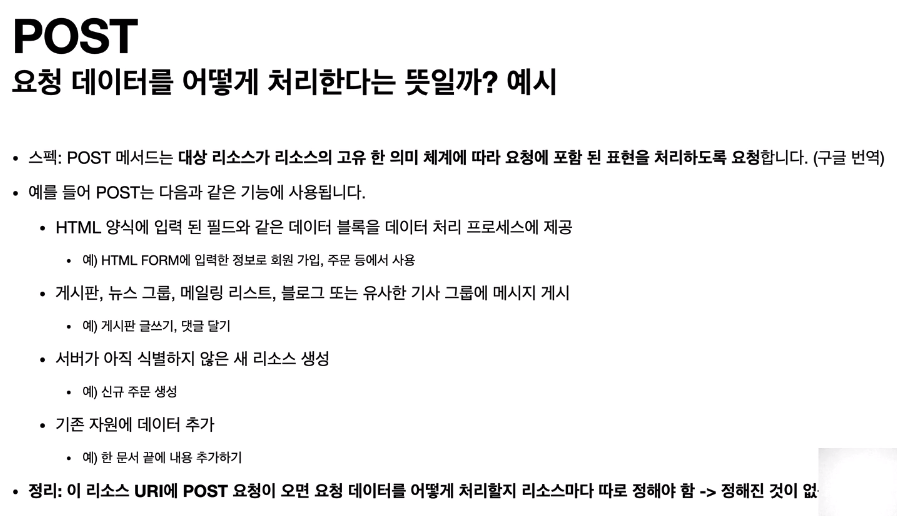 POST
요청 데이터를 어떻게 처리한다는 뜻일까? 예시
• 스펙: POST 메서드는 대상 리소스가 리소스의 고유 한 의미 체계에 따라 요청에 포함 된 표현을 처리하도록 요청합니다. (구글 번역)
• 예를 들어 POST는 다음과 같은 기능에 사용됩니다.
• HTML 양식에 입력 된 필드와 같은 데이터 블록을 데이터 처리 프로세스에 제공
• 예) HTML FORM에 입력한 정보로 회원 가입, 주문 등에서 사용
• 게시판, 뉴스 그룹, 메일링 리스트, 블로그 또는 유사한 기사 그룹에 메시지 게시
• 예) 게시판 글쓰기, 댓글 달기
• 서버가 아직 식별하지 않은 새 리소스 생성
• 예) 신규 주문 생성
• 기존 자원에 데이터 추가
• 예) 한 문서 끝에 내용 추가하기
• 정리: 이 리소스 URI에 POST 요청이 오면 요청 데이터를 어떻게 처리할지 리소스마다 따로 정해야 함 -> 정해진 것이